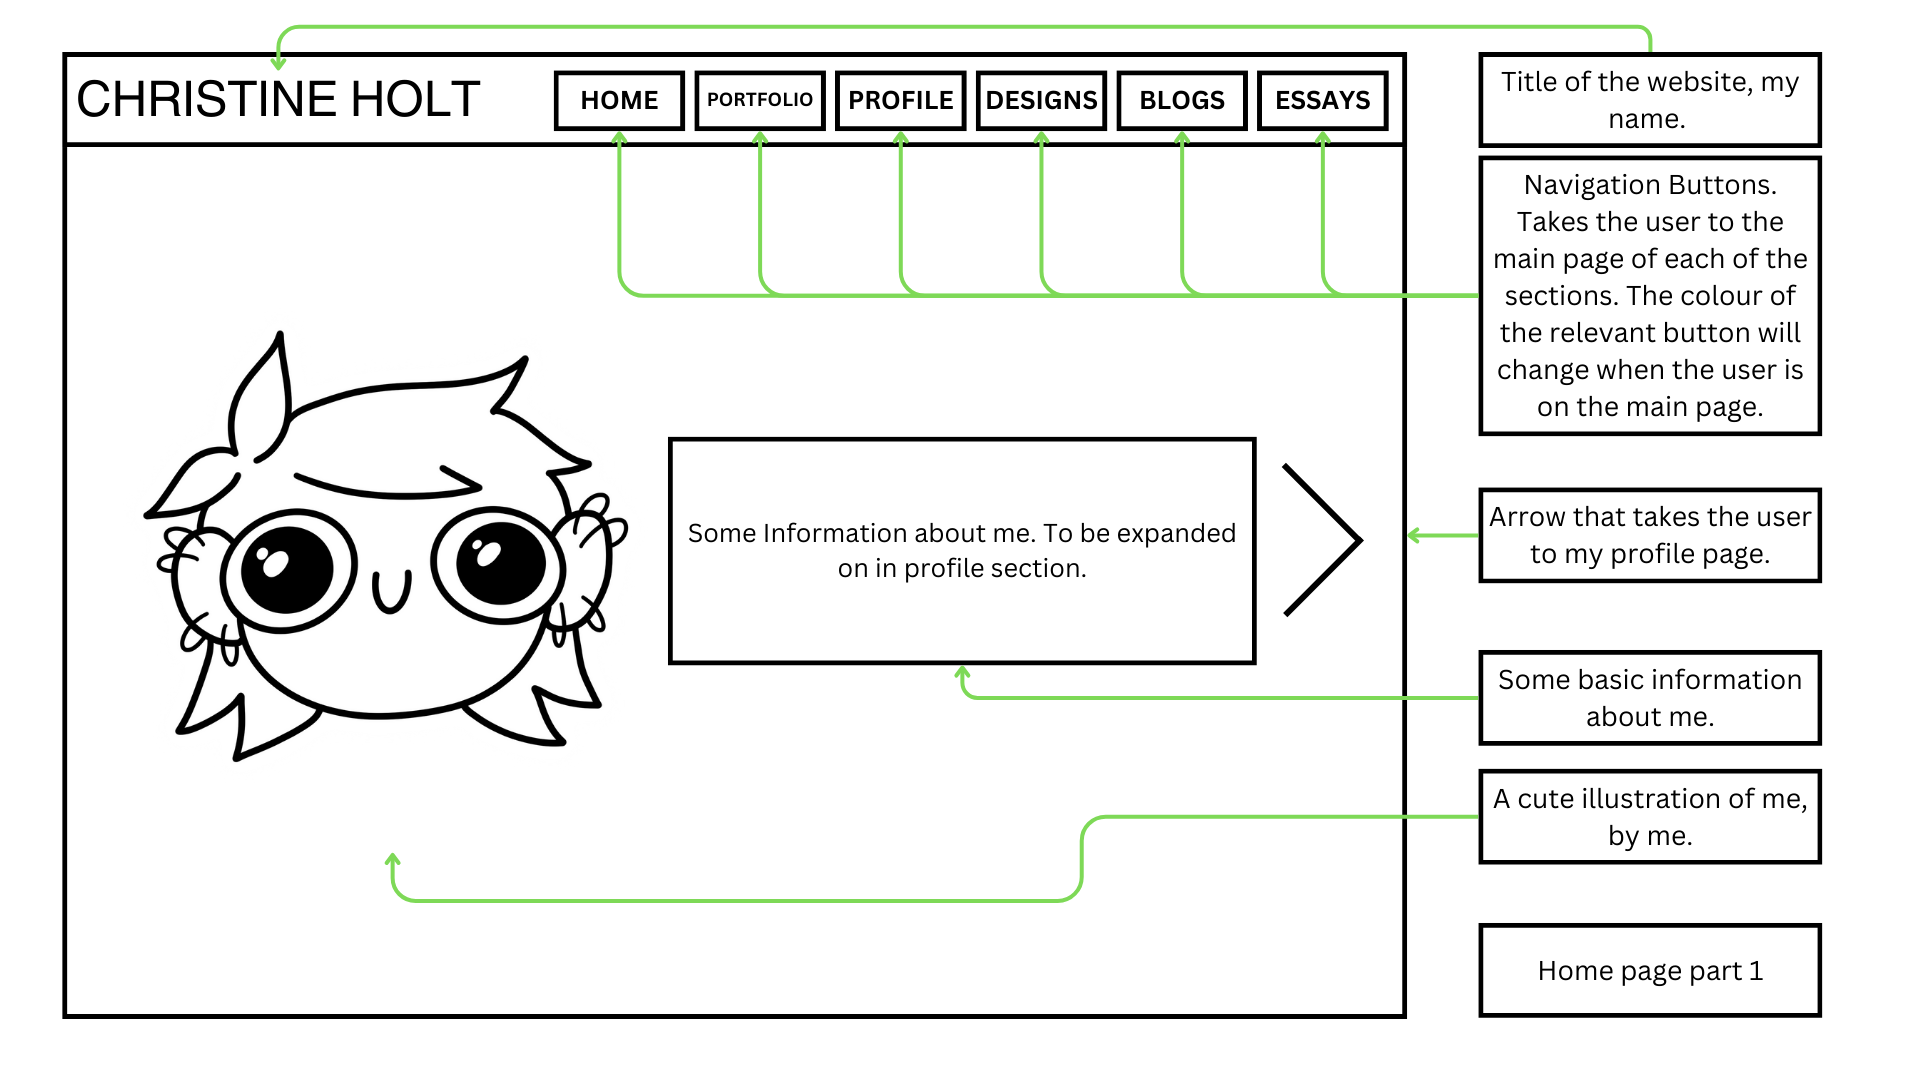 CHRISTINE HOLT
HOME
PORTFOLIO
PROFILE
DESIGNS
BLOGS
ESSAYS
Title of the website, my
name.
Navigation Buttons.
Takes the user to the
main page of each of the
sections. The colour of
the relevant button will
change when the user is
on the main page.
Some Information about me. To be expanded
on in profile section.
Arrow that takes the user
to my profile page.
Some basic information
about me.
A cute illustration of me,
by me.
Home page part 1